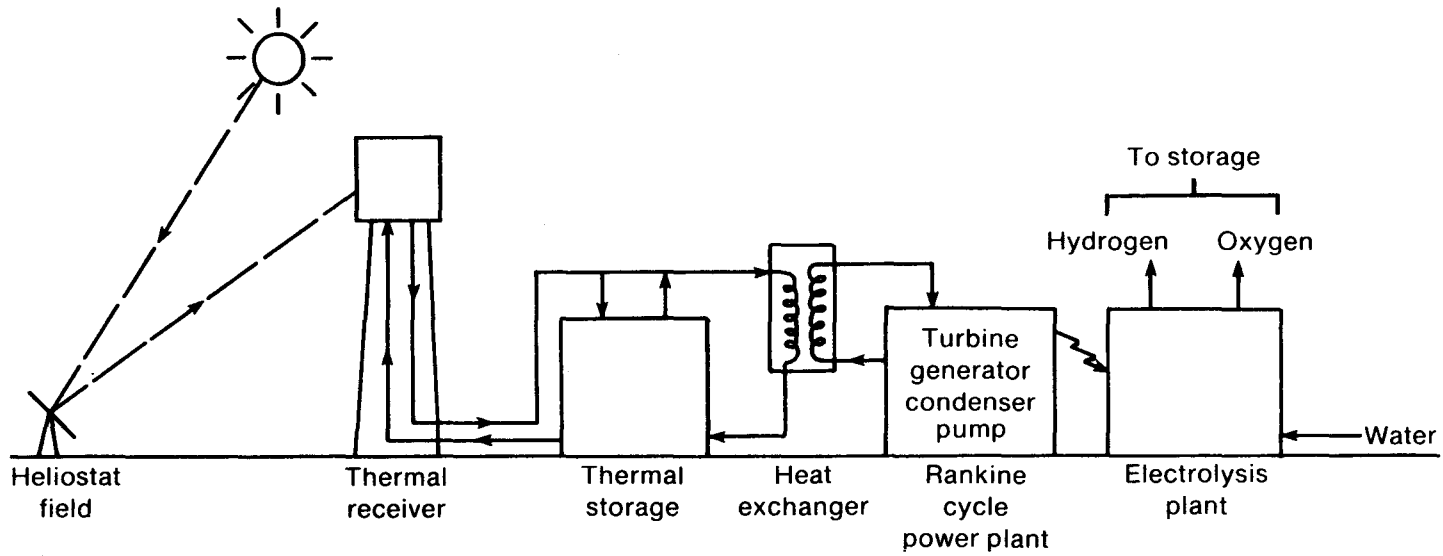 To storage
Hydrogen Oxygen
Turbine
generator
condenser
pump
Water
Heliostat
field
Thermal
receiver
Thermal
storage
Heat
exchanger
Rankine
cycle
power plant
Electrolysis
plant